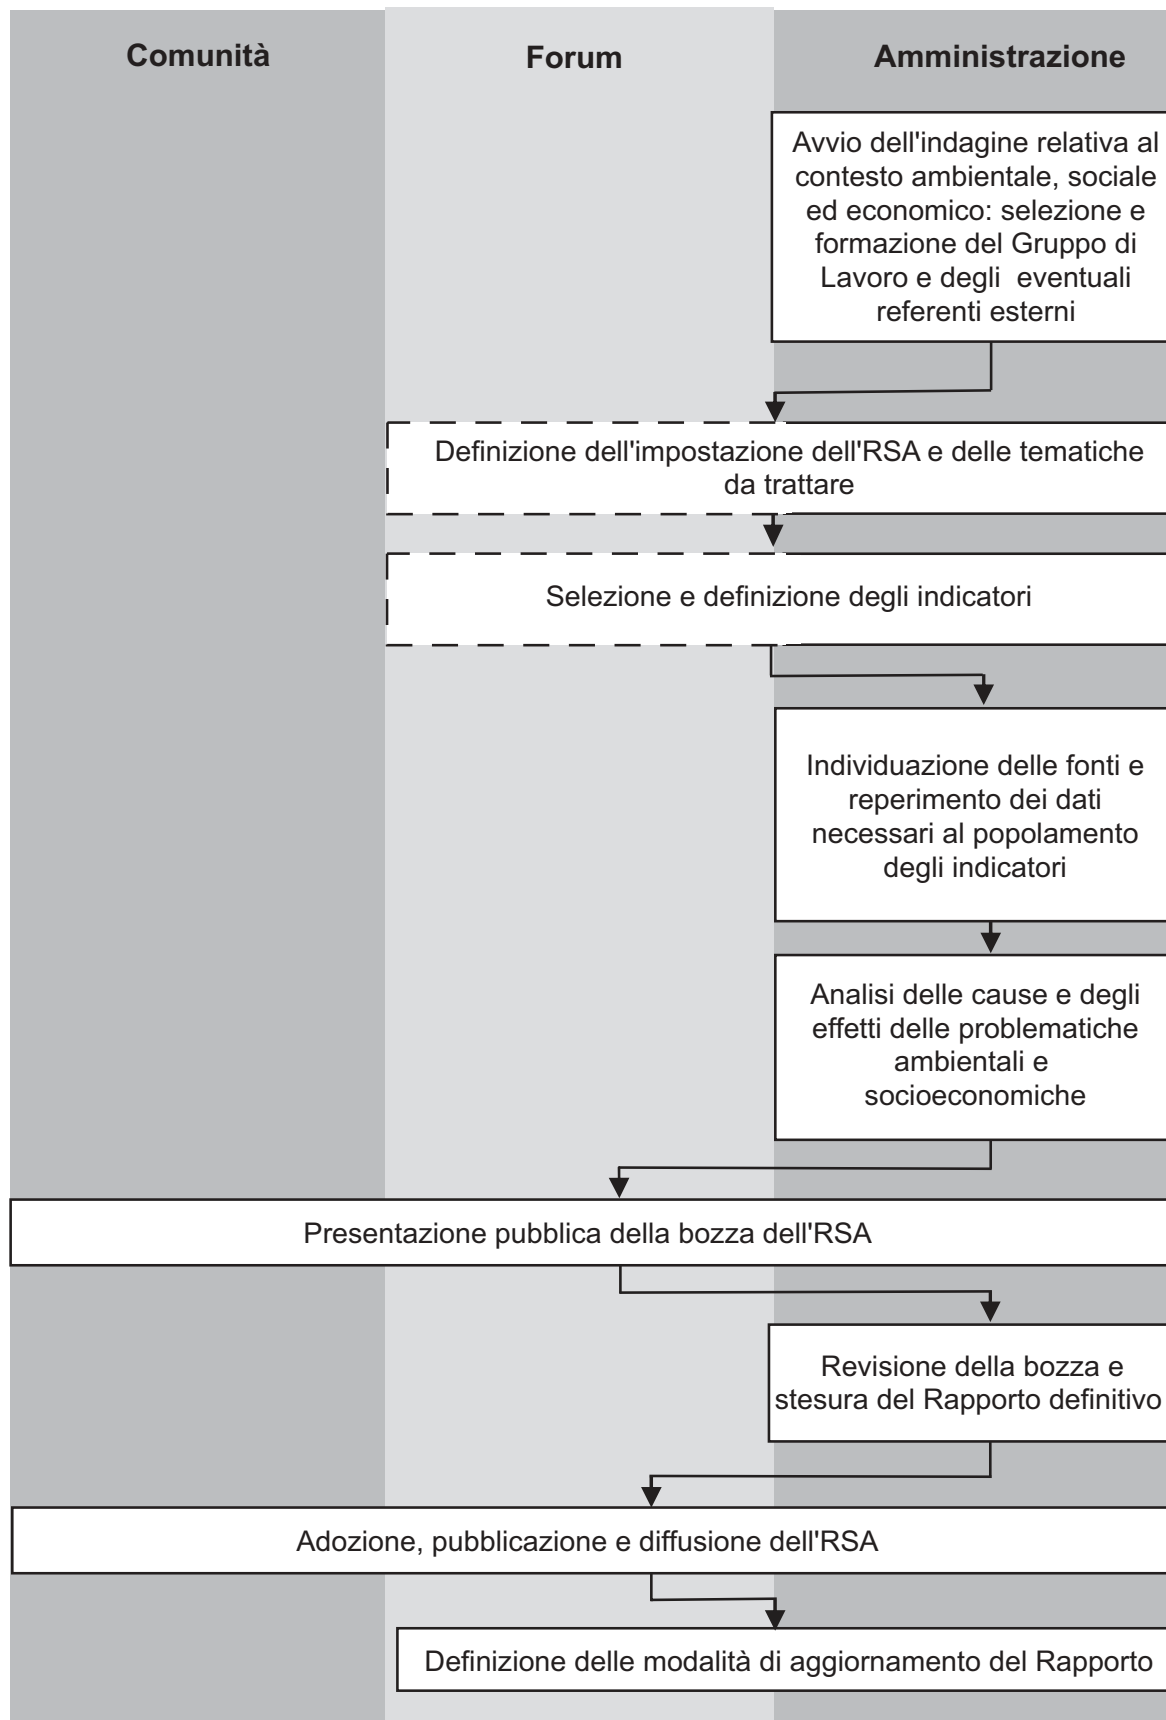 Comunità
Forum
Amministrazione
Avvio dell'indagine relativa al
contesto ambientale, sociale
ed economico: selezione e
formazione del Gruppo di
Lavoro e degli eventuali
referenti esterni
Definizione dell'impostazione dell'RSA e delle tematiche
da trattare
Selezione e definizione degli indicatori
Individuazione delle fonti e
reperimento dei dati
necessari al popolamento
degli indicatori
Analisi delle cause e degli
effetti delle problematiche
ambientali e
socioeconomiche
Presentazione pubblica della bozza dell'RSA
Revisione della bozza e
stesura del Rapporto definitivo
Adozione, pubblicazione e diffusione dell'RSA
Definizione delle modalità di aggiornamento del Rapporto